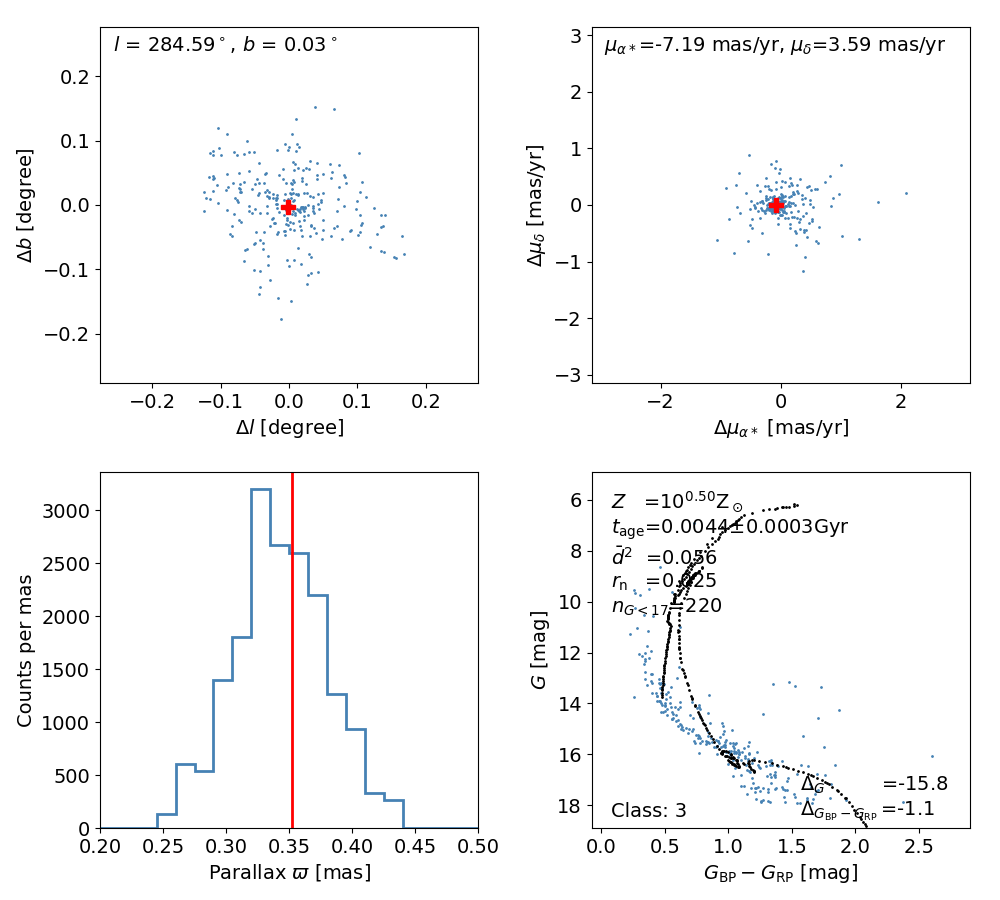 l = 284.59°, b = 0.03°
0.2
0.1
0.0
−0.1
−0.2
Δb [degree]
−0.2 −0.1 0.0 0.1 0.2
Δl [degree]
μα*=-7.19 mas/yr, μδ=3.59 mas/yr
3
2
1
0
−1
−2
−3
Δμδ [mas/yr]
−2 0 2
Δμα* [mas/yr]
3000
2500
2000
1500
1000
500
0
Counts per mas
0.20 0.25 0.30 0.35 0.40 0.45 0.50
Parallax ϖ [mas]
Z =10^0.50 Z⊙
t_age=0.0044±0.0003Gyr
d̄² =0.056
r_n =0.025
n_G<17=220
Δ_G =-15.8
Δ_GBP−GRP=-1.1
Class: 3
6
8
10
12
14
16
18
G [mag]
0.0 0.5 1.0 1.5 2.0 2.5
G_BP − G_RP [mag]